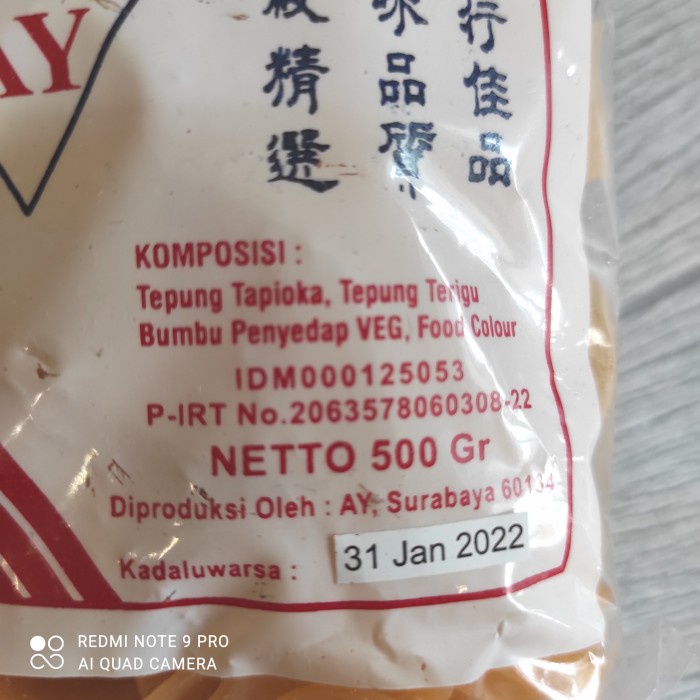 AY
精選
品質
行佳品
KOMPOSISI :
Tepung Tapioka, Tepung Terigu
Bumbu Penyedap VEG, Food Colour
IDM000125053
P-IRT No.2063578060308-22
NETTO 500 Gr
Diproduksi Oleh : AY, Surabaya 60134
Kadaluwarsa : 31 Jan 2022
REDMI NOTE 9 PRO
AI QUAD CAMERA